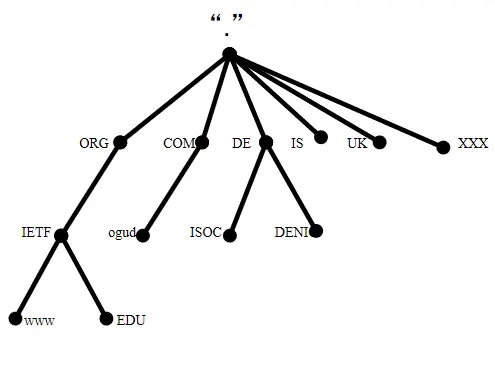 “.”
ORG COM DE IS UK XXX
IETF ogud ISOC DENI
www EDU